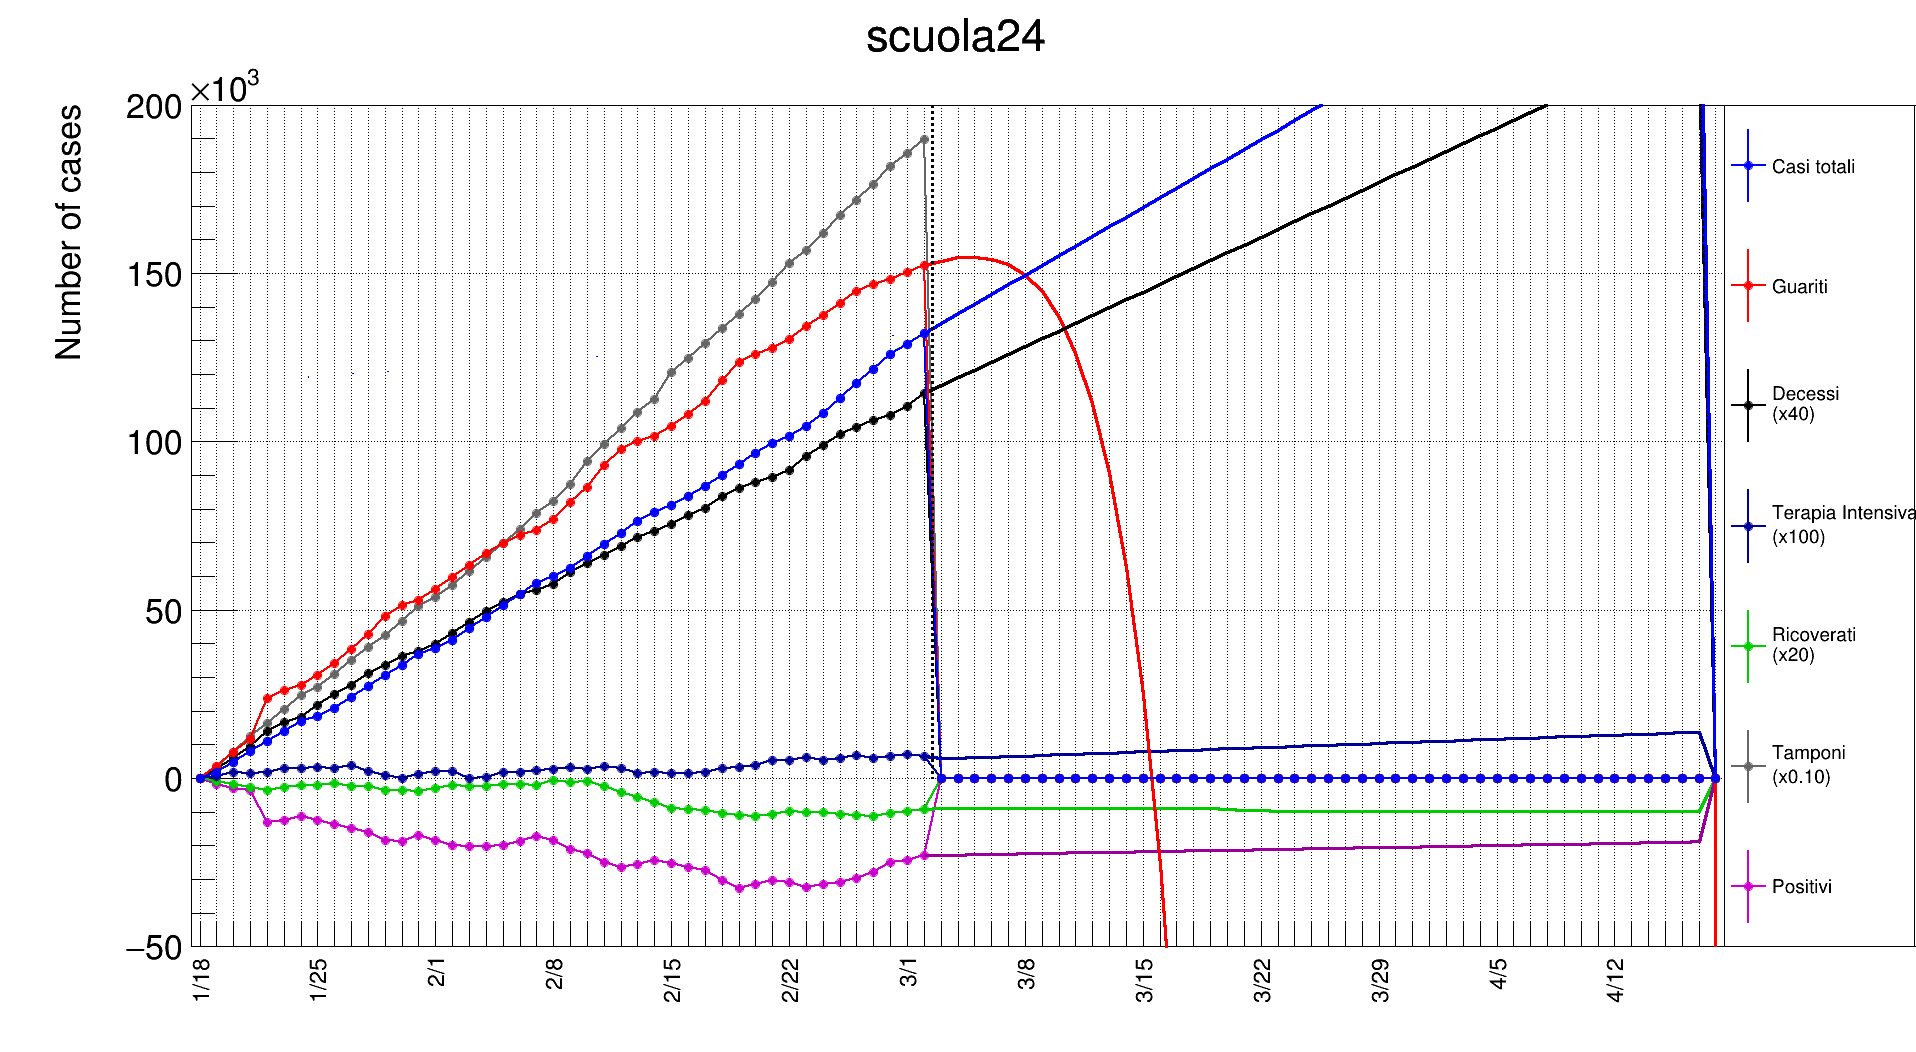 scuola24
×10³
Number of cases
200
150
100
50
0
−50
1/18
1/25
2/1
2/8
2/15
2/22
3/1
3/8
3/15
3/22
3/29
4/5
4/12
Casi totali
Guariti
Decessi
(x40)
Terapia Intensiva
(x100)
Ricoverati
(x20)
Tamponi
(x0.10)
Positivi